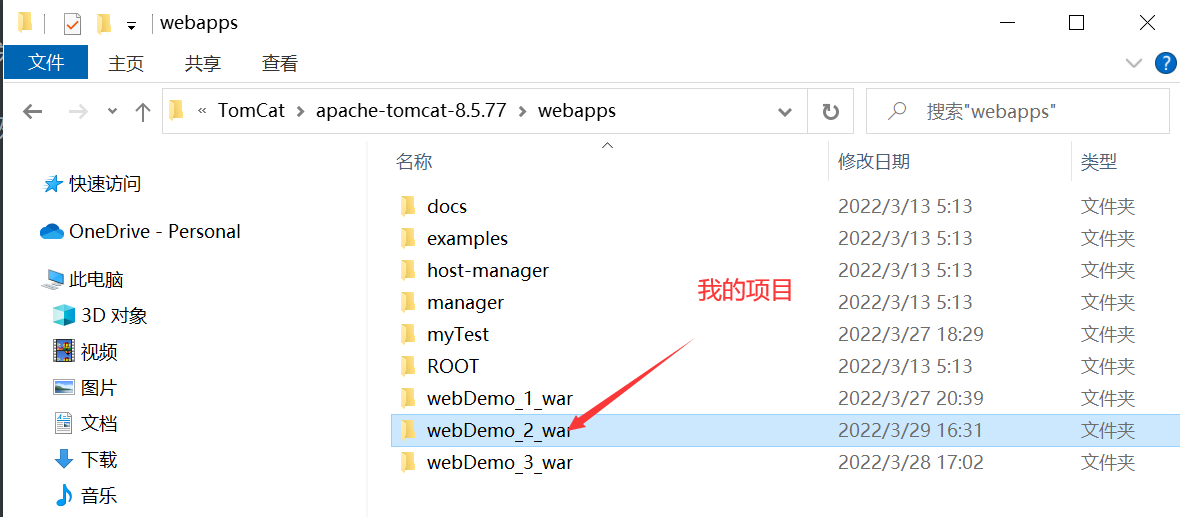 webapps
文件 主页 共享 查看
« TomCat > apache-tomcat-8.5.77 > webapps 搜索"webapps"
名称 修改日期 类型
快速访问
OneDrive - Personal
此电脑
3D 对象
视频
图片
文档
下载
音乐
docs 2022/3/13 5:13 文件夹
examples 2022/3/13 5:13 文件夹
host-manager 2022/3/13 5:13 文件夹
manager 2022/3/13 5:13 文件夹
myTest 2022/3/27 18:29 文件夹
ROOT 2022/3/13 5:13 文件夹
webDemo_1_war 2022/3/27 20:39 文件夹
webDemo_2_war 2022/3/29 16:31 文件夹
webDemo_3_war 2022/3/28 17:02 文件夹
我的项目